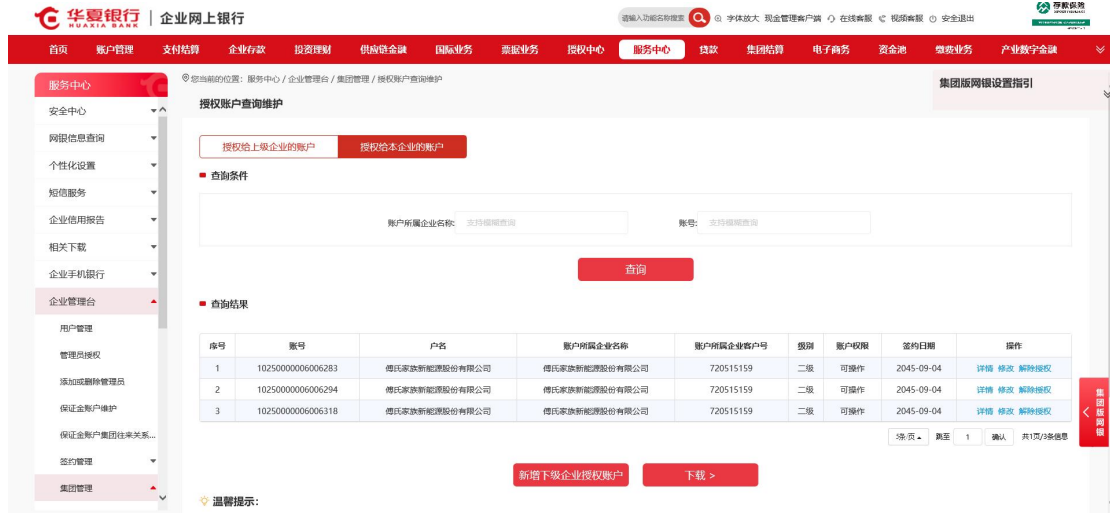 华夏银行 HUAXIA BANK | 企业网上银行
请输入功能名称搜索 字体放大 现金管理客户端 在线客服 视频客服 安全退出
存款保险
首页 账户管理 支付结算 企业存款 投资理财 供应链金融 国际业务 票据业务 授权中心 服务中心 贷款 集团结算 电子商务 资金池 缴费业务 产业数字金融
服务中心
安全中心
网银信息查询
个性化设置
短信服务
企业信用报告
相关下载
企业手机银行
企业管理台
用户管理
管理员授权
添加或删除管理员
保证金账户维护
保证金账户集团往来关系...
签约管理
集团管理
您当前的位置：服务中心 / 企业管理台 / 集团管理 / 授权账户查询维护
集团版网银设置指引
授权账户查询维护
授权给上级企业的账户 授权给本企业的账户
查询条件
账户所属企业名称: 支持模糊查询 账号: 支持模糊查询
查询
查询结果
序号 账号 户名 账户所属企业名称 账户所属企业客户号 级别 账户权限 签约日期 操作
1 10250000006006283 傅氏家族新能源股份有限公司 傅氏家族新能源股份有限公司 720515159 二级 可操作 2045-09-04 详情 修改 解除授权
2 10250000006006294 傅氏家族新能源股份有限公司 傅氏家族新能源股份有限公司 720515159 二级 可操作 2045-09-04 详情 修改 解除授权
3 10250000006006318 傅氏家族新能源股份有限公司 傅氏家族新能源股份有限公司 720515159 二级 可操作 2045-09-04 详情 修改 解除授权
5条/页 跳至 1 确认 共1页/3条信息
新增下级企业授权账户 下载 >
温馨提示：
集团版网银